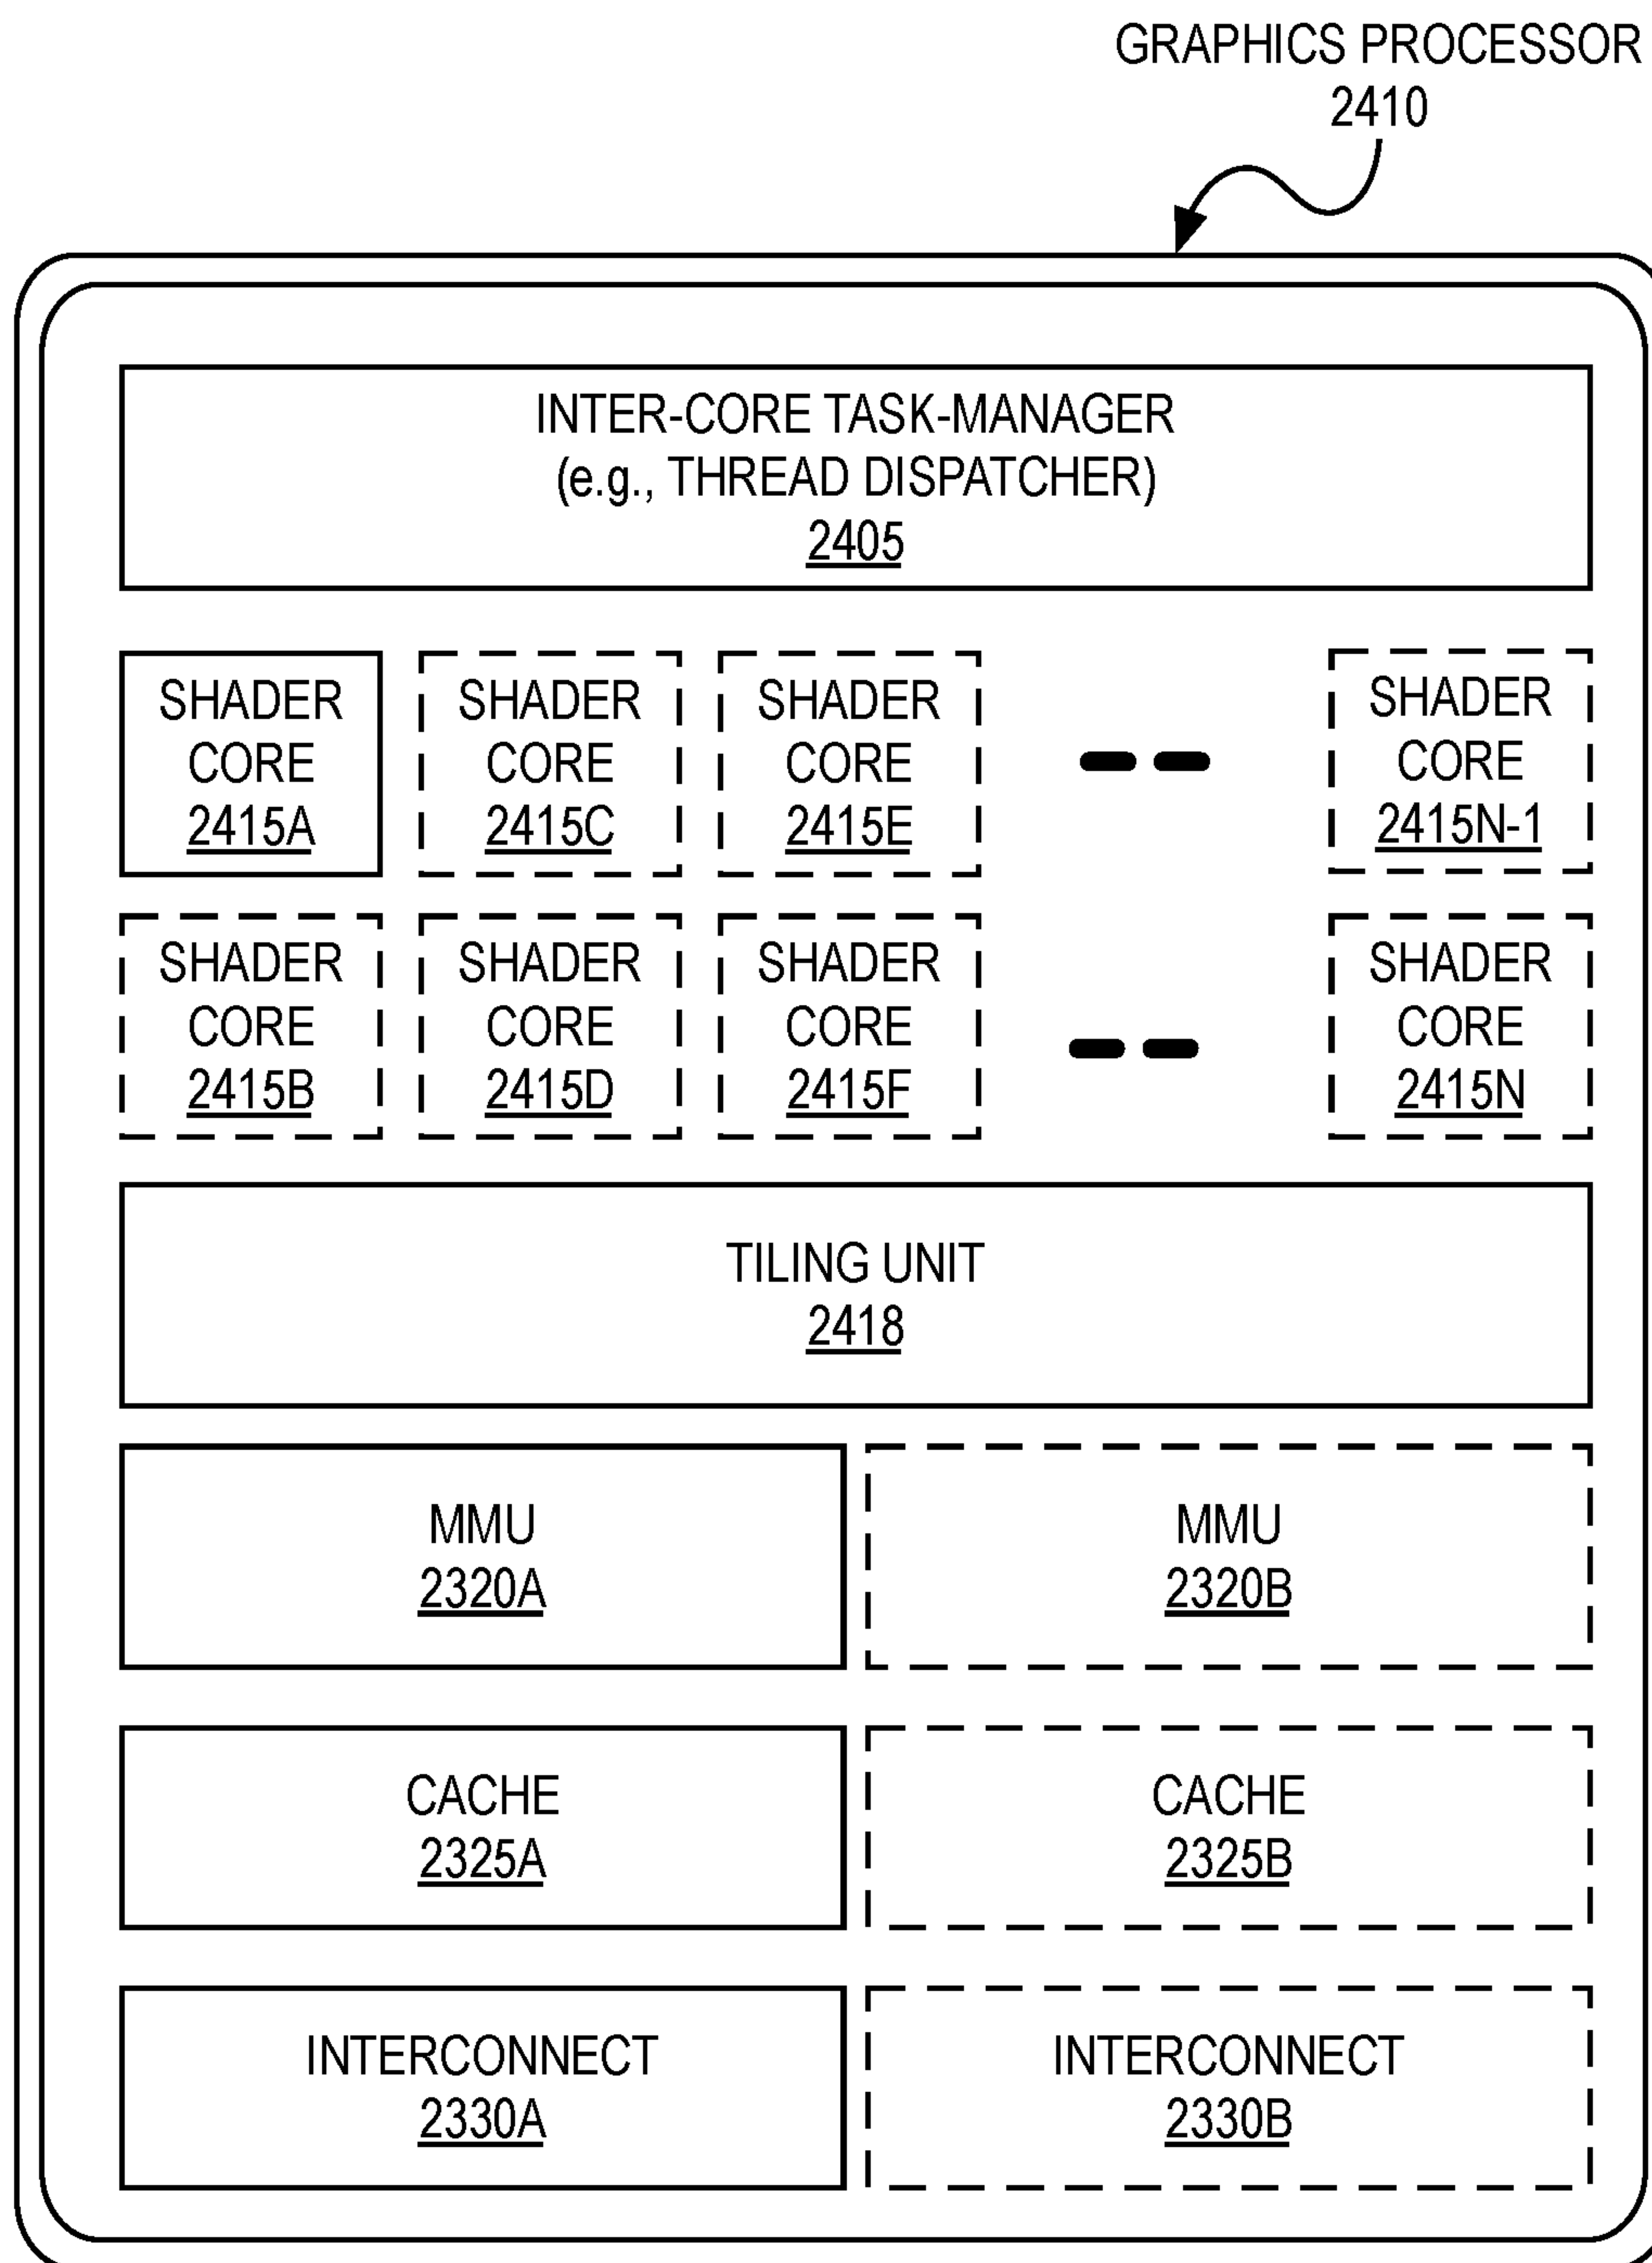 GRAPHICS PROCESSOR
2410
INTER-CORE TASK-MANAGER
(e.g., THREAD DISPATCHER)
2405
SHADER
CORE
2415A
SHADER
CORE
2415C
SHADER
CORE
2415E
SHADER
CORE
2415N-1
SHADER
CORE
2415B
SHADER
CORE
2415D
SHADER
CORE
2415F
SHADER
CORE
2415N
TILING UNIT
2418
MMU
2320A
MMU
2320B
CACHE
2325A
CACHE
2325B
INTERCONNECT
2330A
INTERCONNECT
2330B